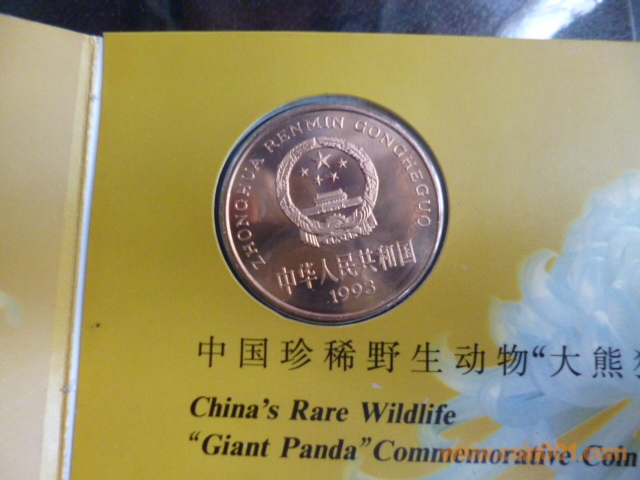 ZHONGHUA RENMIN GONGHEGUO
中华人民共和国
1993
中国珍稀野生动物“大熊
China's Rare Wildlife
“Giant Panda” Commemorative Coin